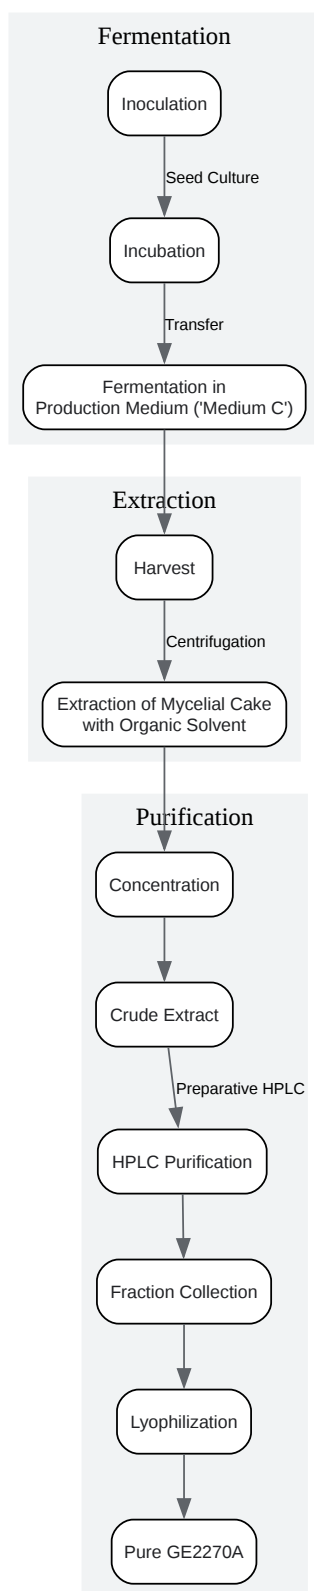 Fermentation
Inoculation
Seed Culture
Incubation
Transfer
Fermentation in
Production Medium ('Medium C')
Extraction
Harvest
Centrifugation
Extraction of Mycelial Cake
with Organic Solvent
Purification
Concentration
Crude Extract
Preparative HPLC
HPLC Purification
Fraction Collection
Lyophilization
Pure GE2270A